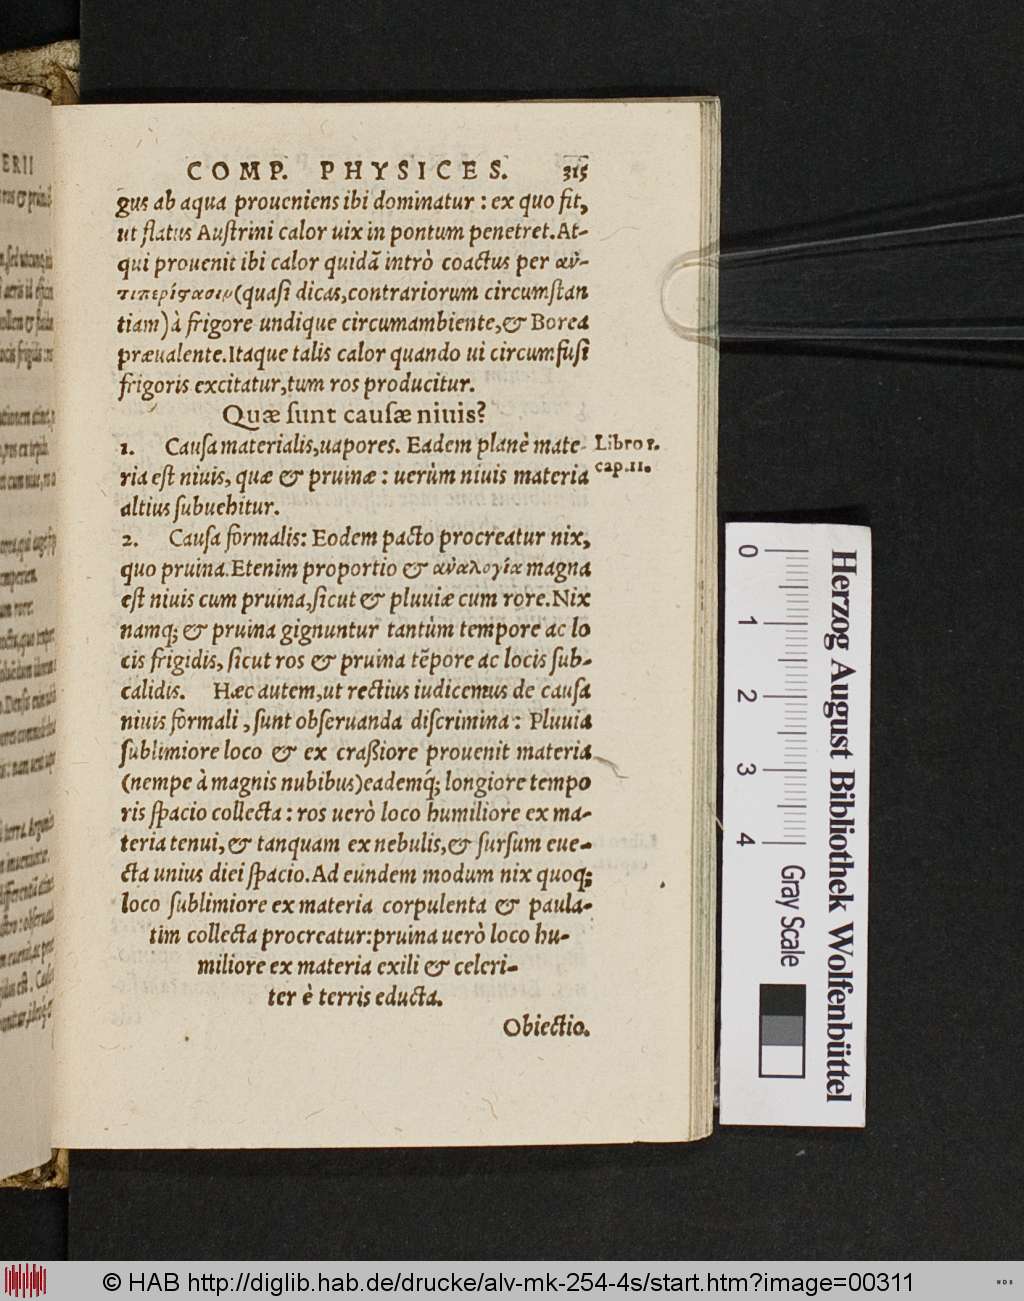 COMP. PHYSICES. 315
gus ab aqua proueniens ibi dominatur : ex quo fit,
ut flatus Auſtrini calor uix in pontum penetret. At-
qui prouenit ibi calor quidã intrò coactus per αὐ-
τιπερίϛασιν (quaſi dicas, contrariorum circumſtan
tiam) à frigore undique circumambiente, & Borea
præualente. Itaque talis calor quando ui circumfuſi
frigoris excitatur, tum ros producitur.
Quæ ſunt cauſæ niuis?
1. Cauſa materialis, uapores. Eadem planè mate-
ria eſt niuis, quæ & pruinæ : uerùm niuis materia
altius ſubuehitur.
Libro 1.
cap. 11.
2. Cauſa formalis: Eodem pacto procreatur nix,
quo pruina. Etenim proportio & αὐαλογία magna
eſt niuis cum pruina, ſicut & pluuiæ cum rore. Nix
namq; & pruina gignuntur tantùm tempore ac lo
cis frigidis, ſicut ros & pruina tẽpore ac locis ſub-
calidis. Hæc autem, ut rectius iudicemus de cauſa
niuis formali, ſunt obſeruanda diſcrimina: Pluuia
ſublimiore loco & ex craßiore prouenit materia
(nempe à magnis nubibus) eademq́; longiore tempo
ris ſpacio collecta : ros uerò loco humiliore ex ma-
teria tenui, & tanquam ex nebulis, & ſurſum eue-
cta unius diei ſpacio. Ad eundem modum nix quoq;
loco ſublimiore ex materia corpulenta & paula-
tim collecta procreatur: pruina uerò loco hu-
miliore ex materia exili & celeri-
ter è terris educta.
Obiectio.
0 1 2 3 4
Gray Scale
Herzog August Bibliothek Wolfenbüttel
© HAB http://diglib.hab.de/drucke/alv-mk-254-4s/start.htm?image=00311